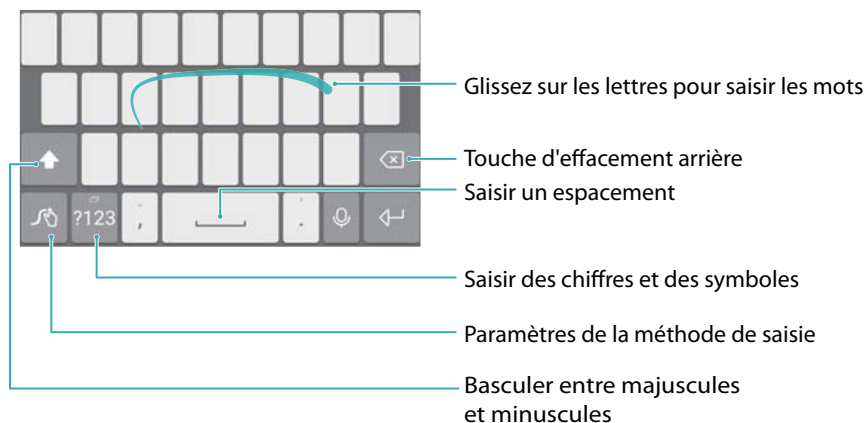 Glissez sur les lettres pour saisir les mots
Touche d'effacement arrière
Saisir un espacement
?123
,
.
Saisir des chiffres et des symboles
Paramètres de la méthode de saisie
Basculer entre majuscules
et minuscules